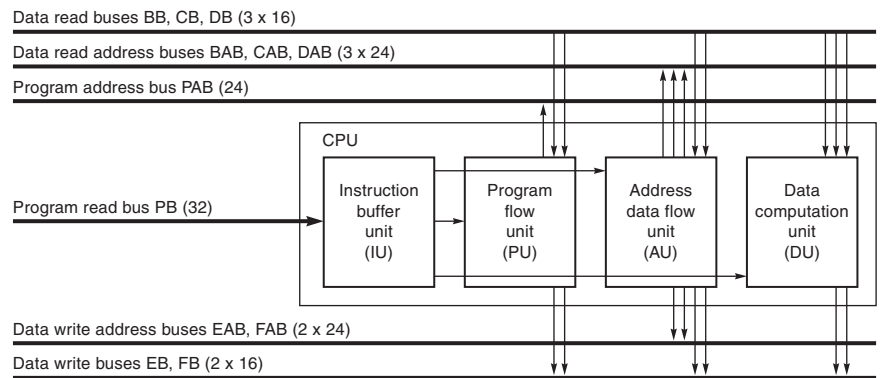 Data read buses BB, CB, DB (3 x 16)
Data read address buses BAB, CAB, DAB (3 x 24)
Program address bus PAB (24)
CPU
Program read bus PB (32)
Instruction
buffer
unit
(IU)
Program
flow
unit
(PU)
Address
data flow
unit
(AU)
Data
computation
unit
(DU)
Data write address buses EAB, FAB (2 x 24)
Data write buses EB, FB (2 x 16)